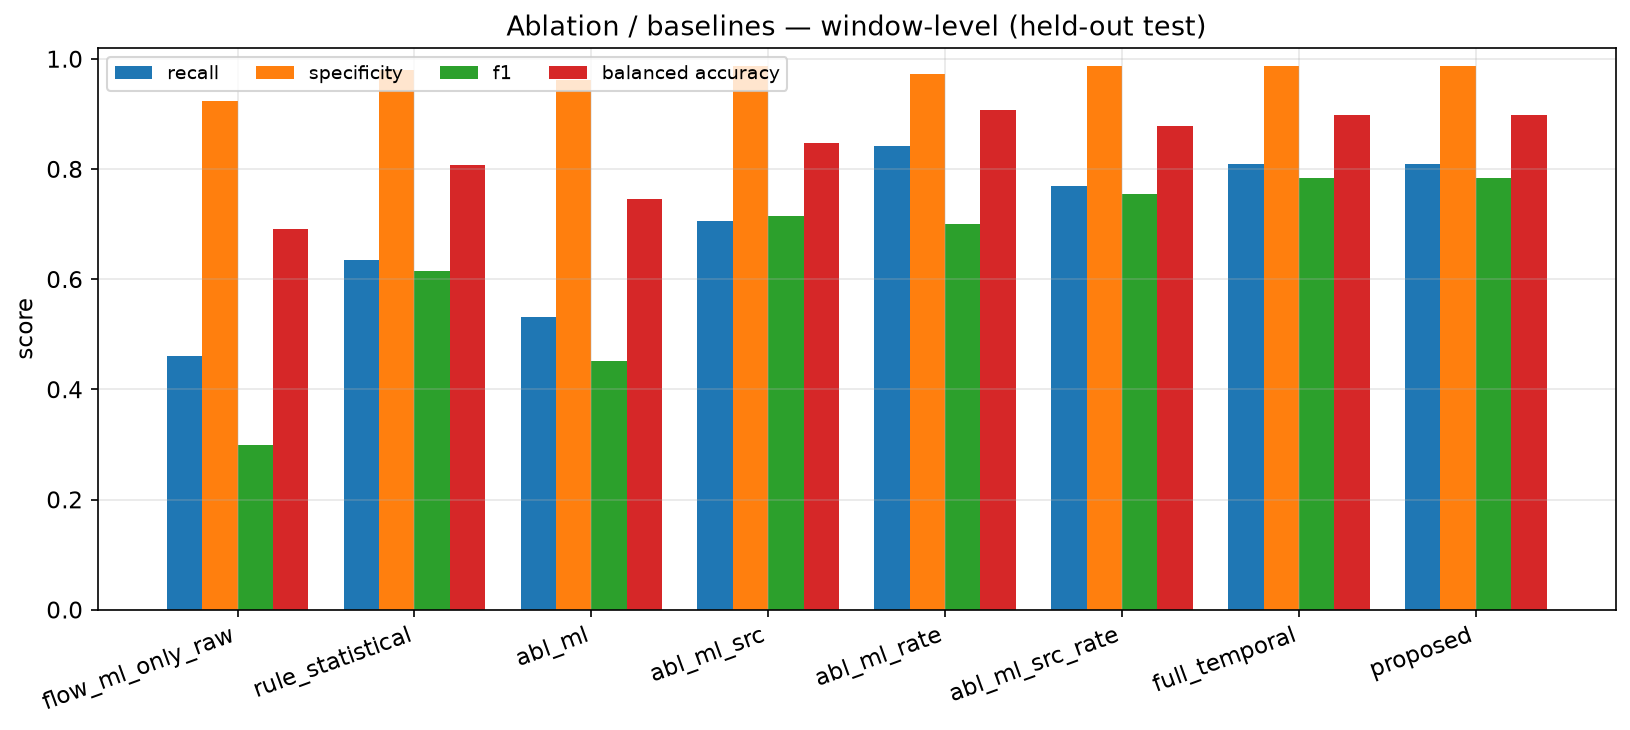 Ablation / baselines — window-level (held-out test)
recall specificity f1 balanced accuracy
score
1.0
0.8
0.6
0.4
0.2
0.0
flow_ml_only_raw
rule_statistical
abl_ml
abl_ml_src
abl_ml_rate
abl_ml_src_rate
full_temporal
proposed